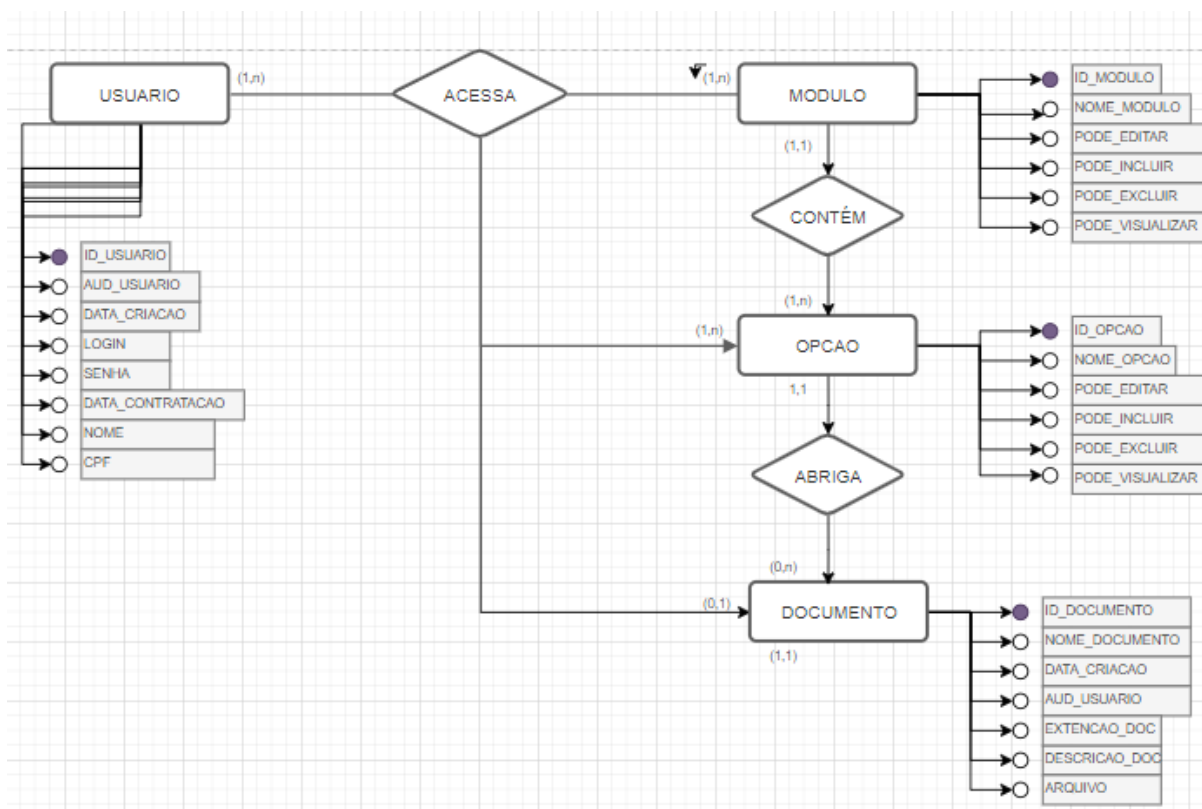 USUARIO
(1,n)
ACESSA
(1,n)
MODULO
ID_MODULO
NOME_MODULO
PODE_EDITAR
PODE_INCLUIR
PODE_EXCLUIR
PODE_VISUALIZAR
(1,1)
CONTÉM
(1,n)
ID_USUARIO
AUD_USUARIO
DATA_CRIACAO
LOGIN
SENHA
DATA_CONTRATACAO
NOME
CPF
(1,n)
OPCAO
1,1
ID_OPCAO
NOME_OPCAO
PODE_EDITAR
PODE_INCLUIR
PODE_EXCLUIR
PODE_VISUALIZAR
ABRIGA
(0,n)
(0,1)
DOCUMENTO
(1,1)
ID_DOCUMENTO
NOME_DOCUMENTO
DATA_CRIACAO
AUD_USUARIO
EXTENCAO_DOC
DESCRICAO_DOC
ARQUIVO